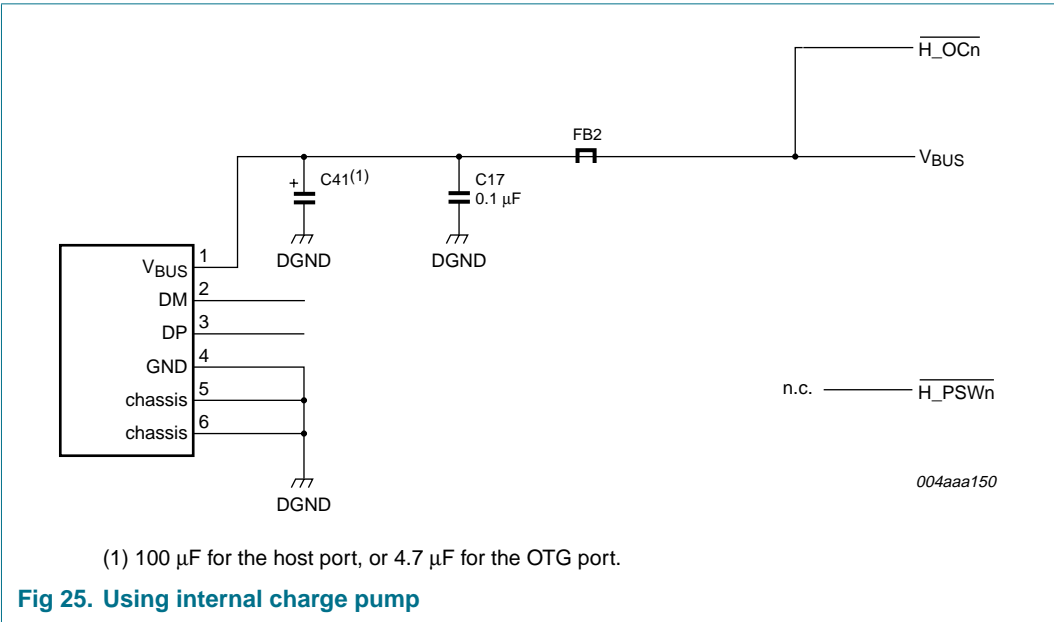 H_OCn
FB2
VBUS
+ C41(1)
C17
0.1 μF
DGND
DGND
VBUS 1
DM 2
DP 3
GND 4
chassis 5
chassis 6
n.c.
H_PSWn
DGND
004aaa150
(1) 100 μF for the host port, or 4.7 μF for the OTG port.
Fig 25. Using internal charge pump